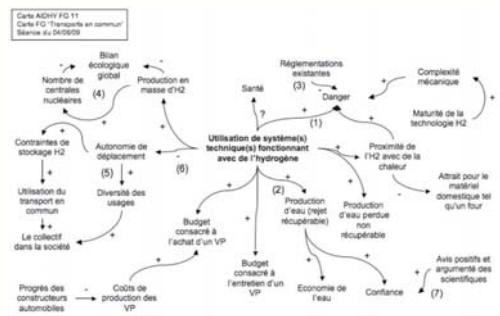 Carte AIDHY FG 11
Carte FG 'Transports en commun'
Séance du 04/06/09
Bilan
écologique
global
Réglementations
existantes
Complexité
mécanique
Nombre de
centrales
nucléaires
(4)
Production en
masse d'H2
Santé
(3)
Danger
?
(1)
Maturité de la
technologie H2
Contraintes de
stockage H2
Autonomie de
déplacement
Utilisation de système(s)
technique(s) fonctionnant
avec de l'hydrogène
Proximité de
l'H2 avec de la
chaleur
(5)
(6)
Utilisation du
transport en
commun
Diversité des
usages
(2)
Attrait pour le
matériel
domestique tel
qu'un four
Production
d'eau (rejet
récupérable)
Production
d'eau perdue
non
récupérable
Budget
consacré à
l'achat d'un VP
Le collectif
dans la société
Budget
consacré à
l'entretien d'un
VP
Avis positifs et
argumenté des
scientifiques
Progrès des
constructeurs
automobiles
Coûts de
production des
VP
Economie de
l'eau
Confiance
(7)